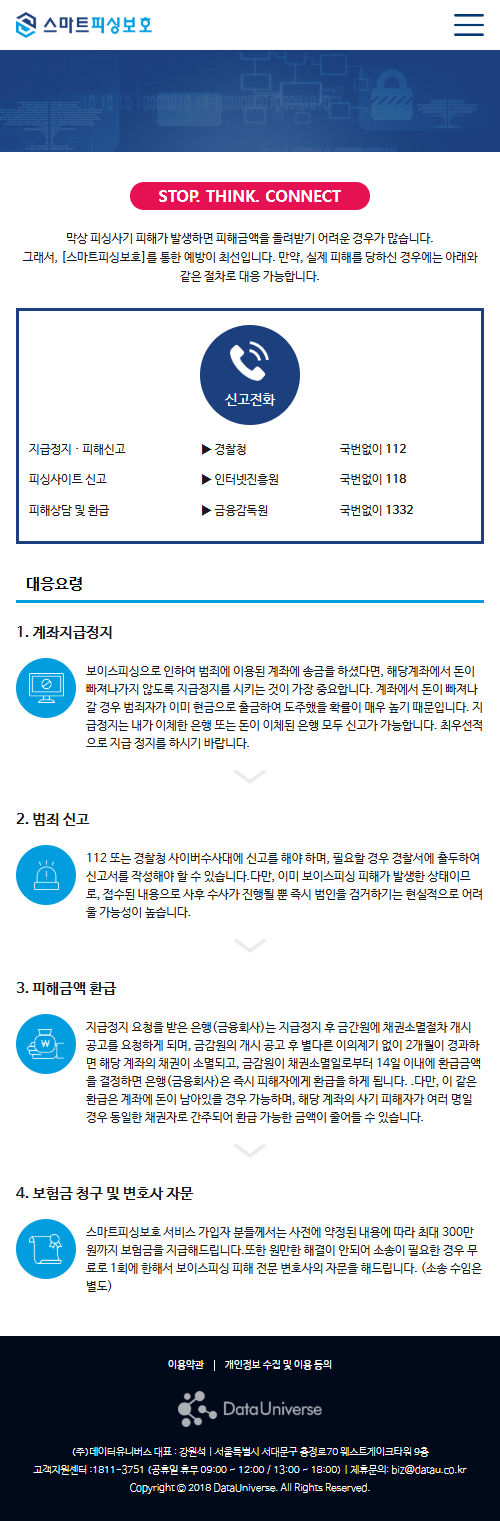 스마트피싱보호
STOP. THINK. CONNECT
막상 피싱사기 피해가 발생하면 피해금액을 돌려받기 어려운 경우가 많습니다.
그래서, [스마트피싱보호]를 통한 예방이 최선입니다. 만약, 실제 피해를 당하신 경우에는 아래와
같은 절차로 대응 가능합니다.
신고전화
지급정지 · 피해신고 ▶ 경찰청 국번없이 112
피싱사이트 신고 ▶ 인터넷진흥원 국번없이 118
피해상담 및 환급 ▶ 금융감독원 국번없이 1332
대응요령
1. 계좌지급정지
보이스피싱으로 인하여 범죄에 이용된 계좌에 송금을 하셨다면, 해당계좌에서 돈이
빠져나가지 않도록 지급정지를 시키는 것이 가장 중요합니다. 계좌에서 돈이 빠져나
갈 경우 범죄자가 이미 현금으로 출금하여 도주했을 확률이 매우 높기 때문입니다. 지
급정지는 내가 이체한 은행 또는 돈이 이체된 은행 모두 신고가 가능합니다. 최우선적
으로 지급 정지를 하시기 바랍니다.
2. 범죄 신고
112 또는 경찰청 사이버수사대에 신고를 해야 하며, 필요할 경우 경찰서에 출두하여
신고서를 작성해야 할 수 있습니다.다만, 이미 보이스피싱 피해가 발생한 상태이므
로, 접수된 내용으로 사후 수사가 진행될 뿐 즉시 범인을 검거하기는 현실적으로 어려
울 가능성이 높습니다.
3. 피해금액 환급
지급정지 요청을 받은 은행(금융회사)는 지급정지 후 금간원에 채권소멸절차 개시
공고를 요청하게 되며, 금감원의 개시 공고 후 별다른 이의제기 없이 2개월이 경과하
면 해당 계좌의 채권이 소멸되고, 금감원이 채권소멸일로부터 14일 이내에 환급금액
을 결정하면 은행(금융회사)은 즉시 피해자에게 환급을 하게 됩니다. .다만, 이 같은
환급은 계좌에 돈이 남아있을 경우 가능하며, 해당 계좌의 사기 피해자가 여러 명일
경우 동일한 채권자로 간주되어 환급 가능한 금액이 줄어들 수 있습니다.
4. 보험금 청구 및 변호사 자문
스마트피싱보호 서비스 가입자 분들께서는 사전에 약정된 내용에 따라 최대 300만
원까지 보험금을 지급해드립니다.또한 원만한 해결이 안되어 소송이 필요한 경우 무
료로 1회에 한해서 보이스피싱 피해 전문 변호사의 자문을 해드립니다. (소송 수임은
별도)
이용약관 | 개인정보 수집 및 이용 동의
DataUniverse
(주)데이터유니버스 대표 : 강원석 | 서울특별시 서대문구 충정로70 웨스트게이크타워 9층
고객지원센터 :1811-3751 (공휴일 휴무 09:00 ~ 12:00 / 13:00 ~ 18:00) | 제휴문의: biz@datau.co.kr
Copyright © 2018 DataUniverse. All Rights Reserved.